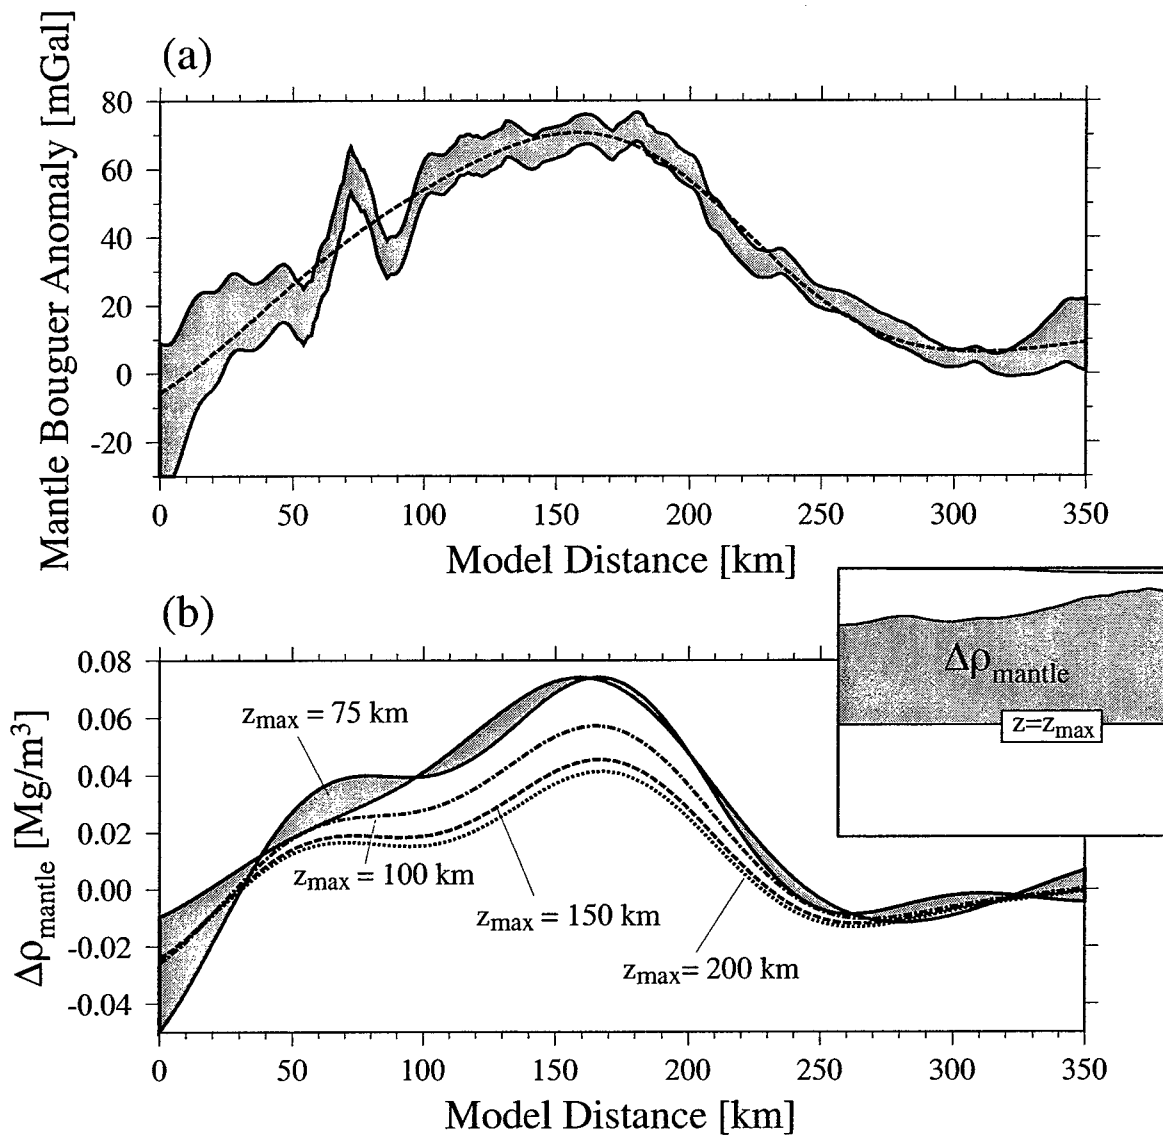 (a)
Mantle Bouguer Anomaly [mGal]
80
60
40
20
0
-20
0 50 100 150 200 250 300 350
Model Distance [km]
(b)
Δρmantle [Mg/m³]
0.08
0.06
0.04
0.02
0.00
-0.02
-0.04
zmax = 75 km
zmax = 100 km
zmax = 150 km
zmax= 200 km
Δρmantle
z=zmax
0 50 100 150 200 250 300 350
Model Distance [km]